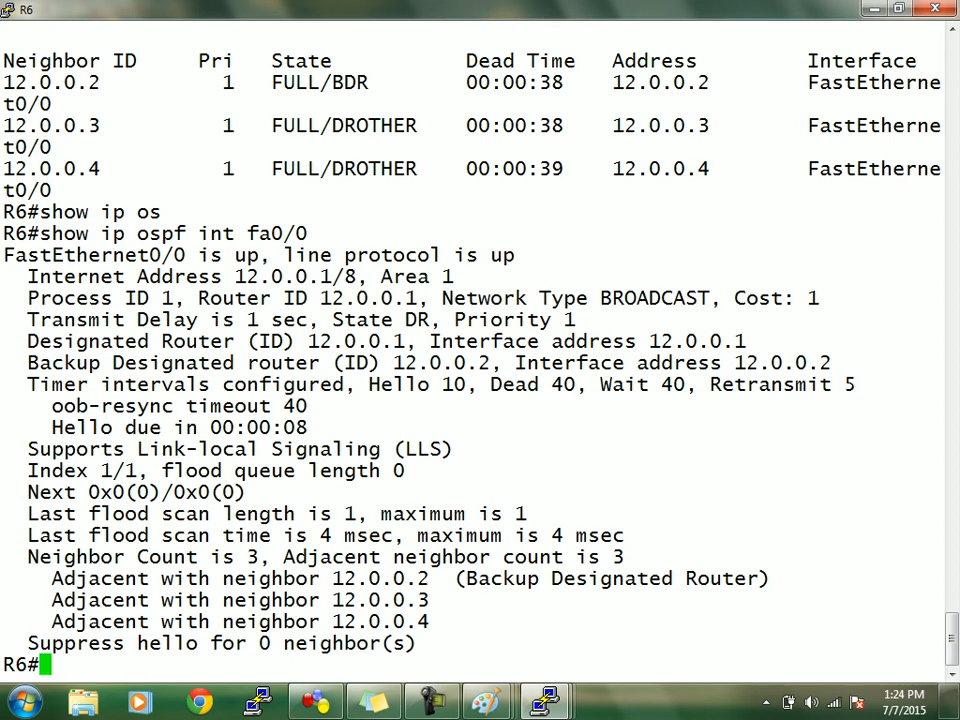 R6
Neighbor ID     Pri   State           Dead Time   Address         Interface
12.0.0.2          1   FULL/BDR        00:00:38    12.0.0.2        FastEtherne
t0/0
12.0.0.3          1   FULL/DROTHER    00:00:38    12.0.0.3        FastEtherne
t0/0
12.0.0.4          1   FULL/DROTHER    00:00:39    12.0.0.4        FastEtherne
t0/0
R6#show ip os
R6#show ip ospf int fa0/0
FastEthernet0/0 is up, line protocol is up
  Internet Address 12.0.0.1/8, Area 1
  Process ID 1, Router ID 12.0.0.1, Network Type BROADCAST, Cost: 1
  Transmit Delay is 1 sec, State DR, Priority 1
  Designated Router (ID) 12.0.0.1, Interface address 12.0.0.1
  Backup Designated router (ID) 12.0.0.2, Interface address 12.0.0.2
  Timer intervals configured, Hello 10, Dead 40, Wait 40, Retransmit 5
    oob-resync timeout 40
    Hello due in 00:00:08
  Supports Link-local Signaling (LLS)
  Index 1/1, flood queue length 0
  Next 0x0(0)/0x0(0)
  Last flood scan length is 1, maximum is 1
  Last flood scan time is 4 msec, maximum is 4 msec
  Neighbor Count is 3, Adjacent neighbor count is 3
    Adjacent with neighbor 12.0.0.2  (Backup Designated Router)
    Adjacent with neighbor 12.0.0.3
    Adjacent with neighbor 12.0.0.4
  Suppress hello for 0 neighbor(s)
R6#
1:24 PM
7/7/2015